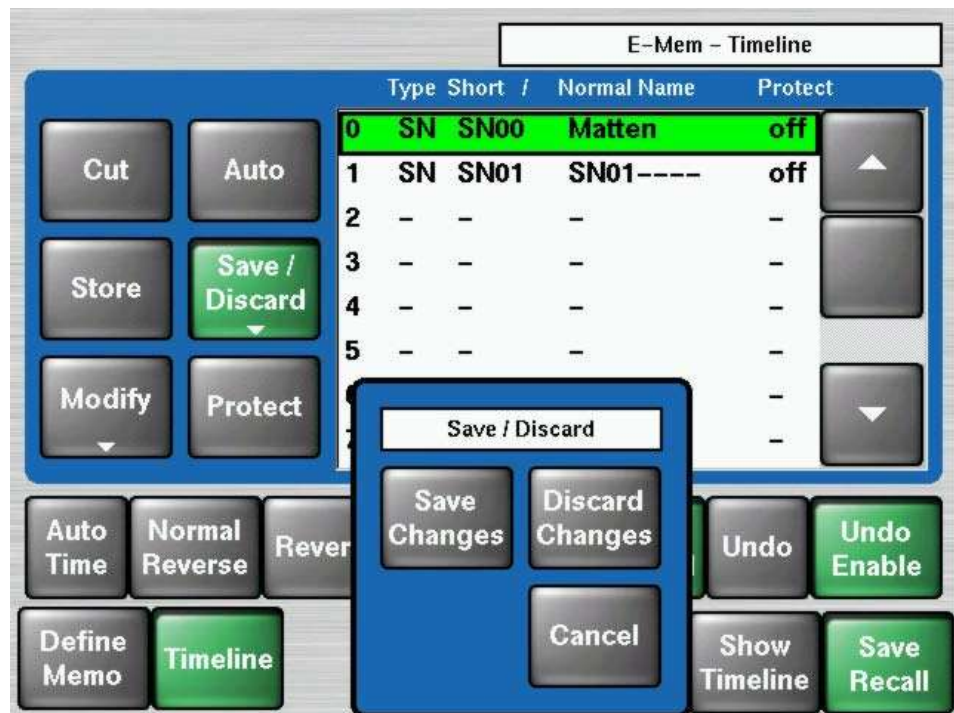 E-Mem - Timeline
Type Short / Normal Name Protect
0 SN SN00 Matten off
1 SN SN01 SN01---- off
2 - - - -
3 - - - -
4 - - - -
5 - - - -
-
-
Cut
Auto
Store
Save /
Discard
Modify
Protect
Save / Discard
Save
Changes
Discard
Changes
Cancel
Auto
Time
Normal
Reverse
Undo
Undo
Enable
Define
Memo
Timeline
Show
Timeline
Save
Recall